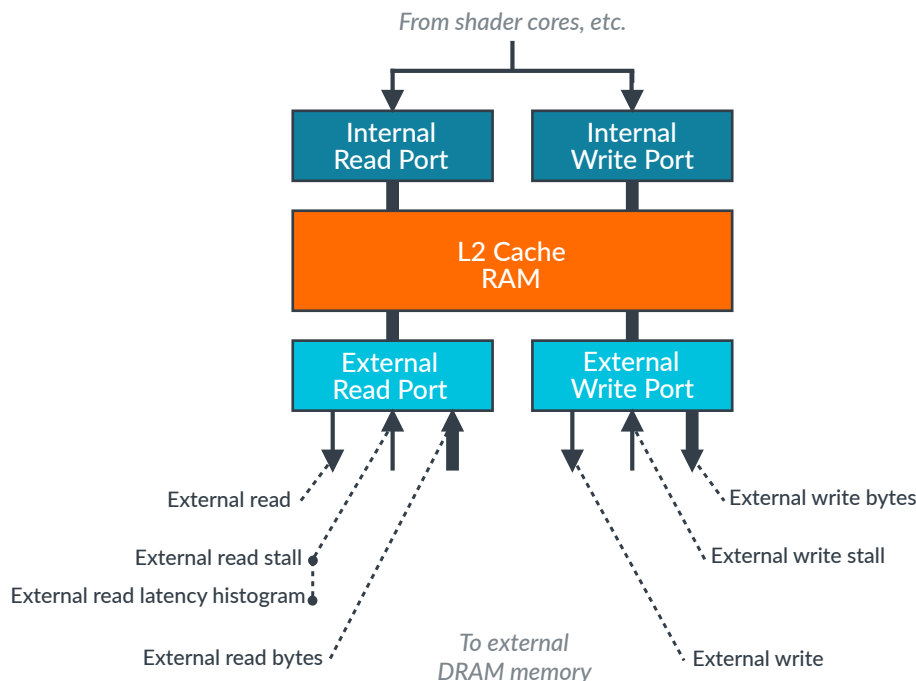 From shader cores, etc.
Internal
Read Port
Internal
Write Port
L2 Cache
RAM
External
Read Port
External
Write Port
External read
External write bytes
External read stall
External write stall
External read latency histogram
External read bytes
To external
DRAM memory
External write